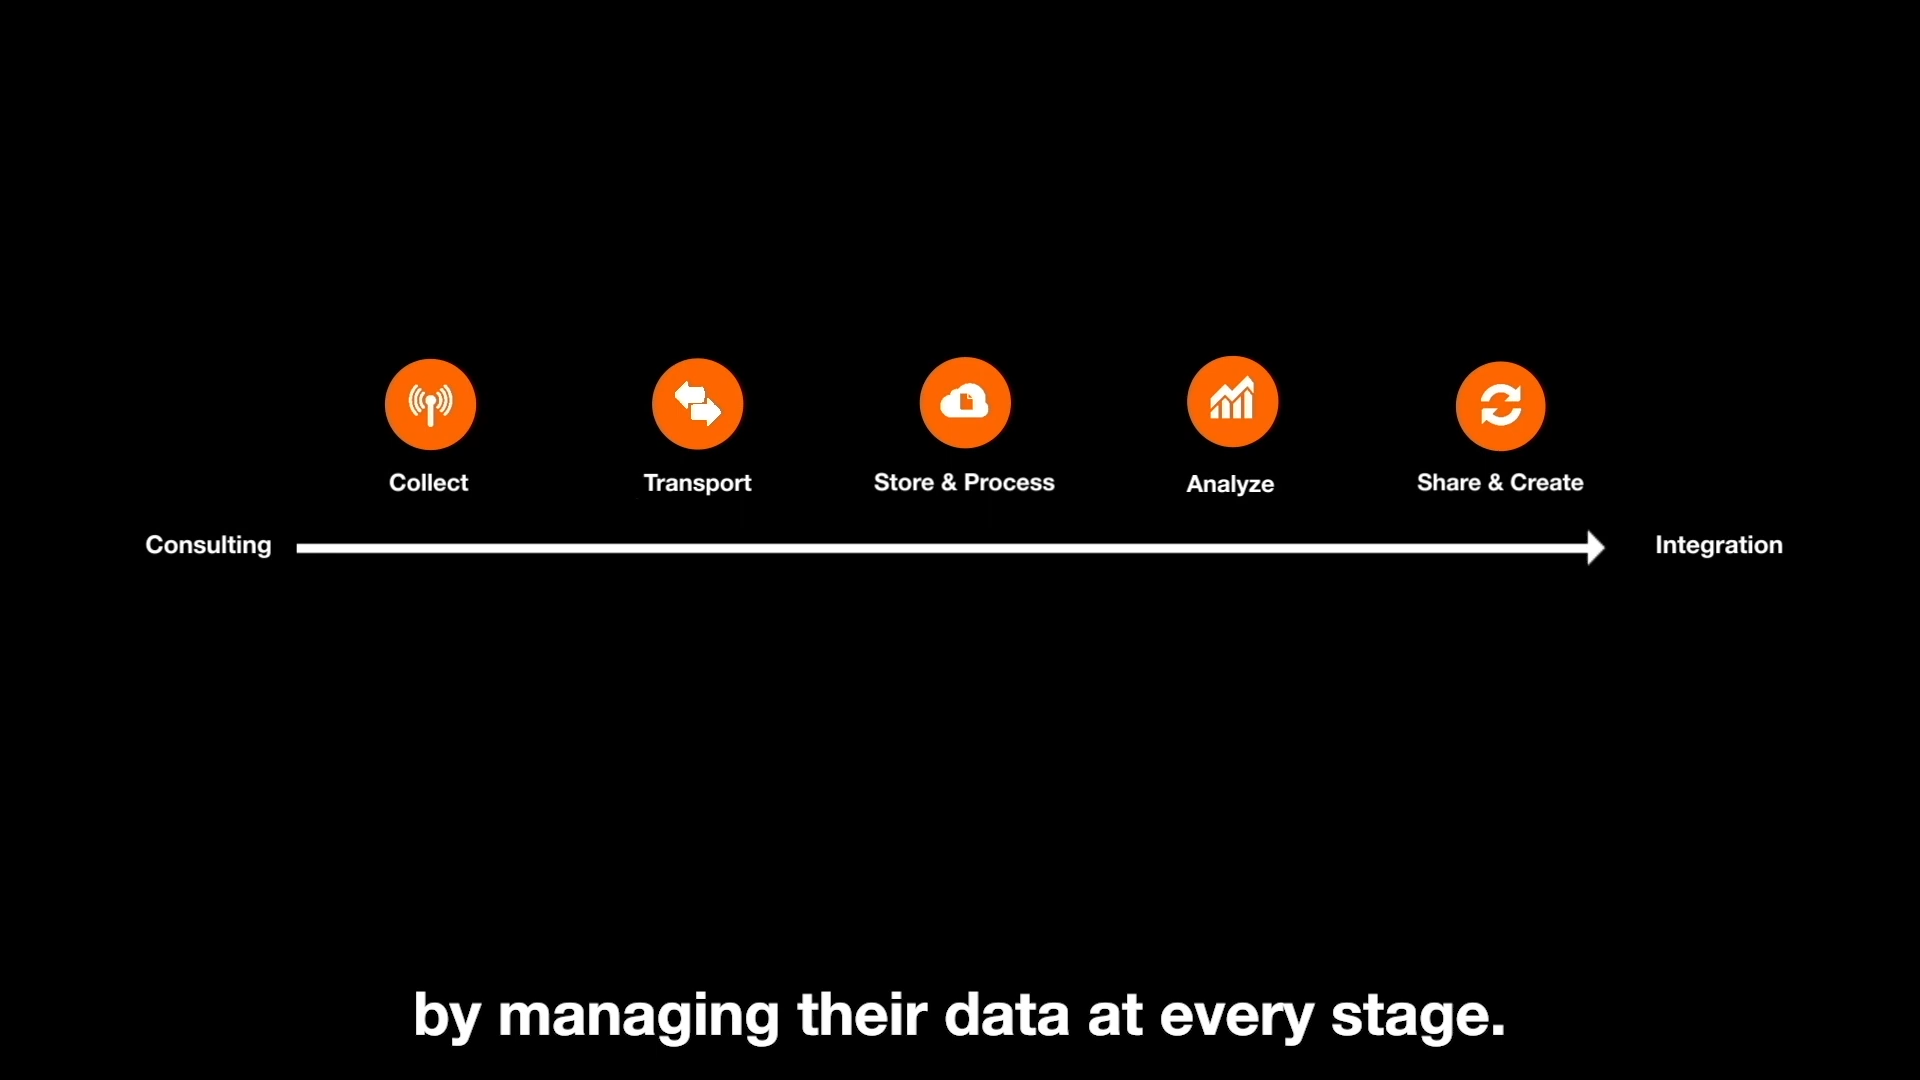 Collect
Transport
Store & Process
Analyze
Share & Create
Consulting
Integration
by managing their data at every stage.